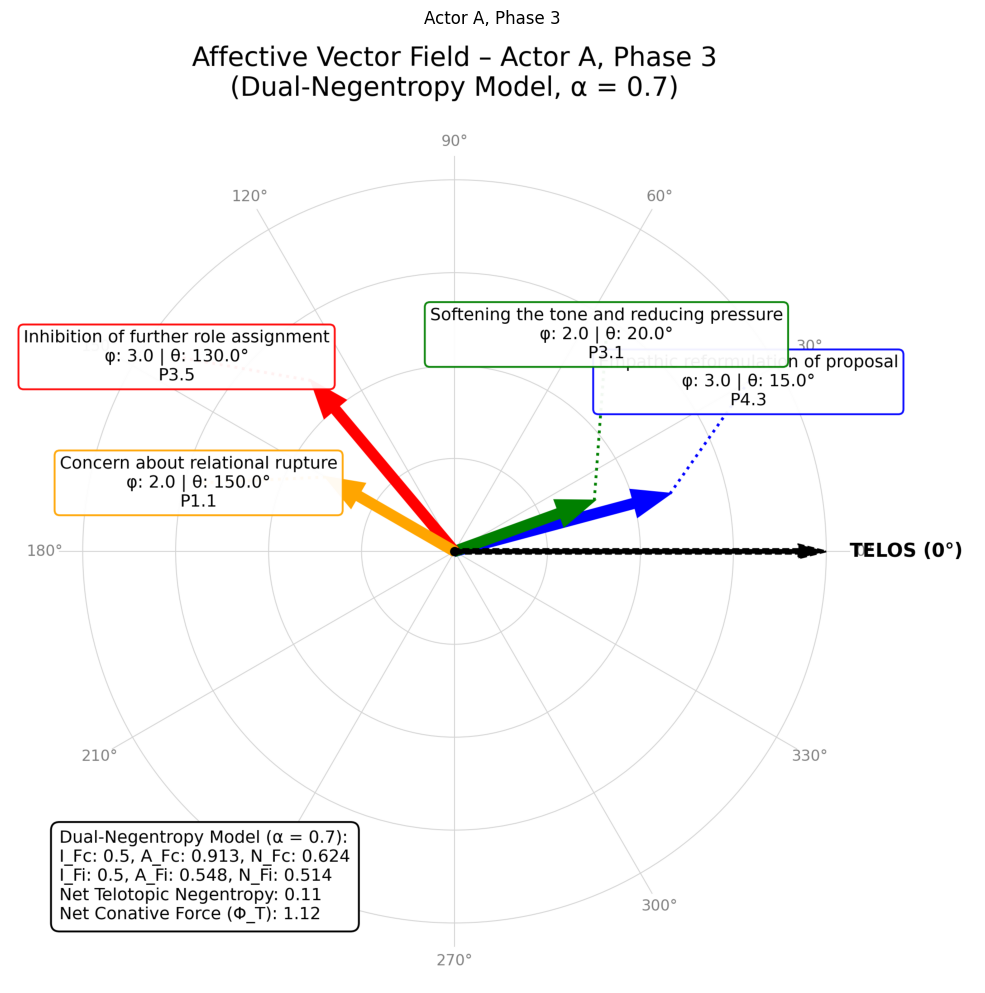 Actor A, Phase 3
Affective Vector Field – Actor A, Phase 3
(Dual-Negentropy Model, α = 0.7)
90°
120°
60°
Softening the tone and reducing pressure
φ: 2.0 | θ: 20.0°
P3.1
Inhibition of further role assignment
φ: 3.0 | θ: 130.0°
P3.5
30°
reformulation of proposal
φ: 3.0 | θ: 15.0°
P4.3
Concern about relational rupture
φ: 2.0 | θ: 150.0°
P1.1
180°
TELOS (0°)
210°
330°
Dual-Negentropy Model (α = 0.7):
I_Fc: 0.5, A_Fc: 0.913, N_Fc: 0.624
I_Fi: 0.5, A_Fi: 0.548, N_Fi: 0.514
Net Telotopic Negentropy: 0.11
Net Conative Force (Φ_T): 1.12
300°
270°